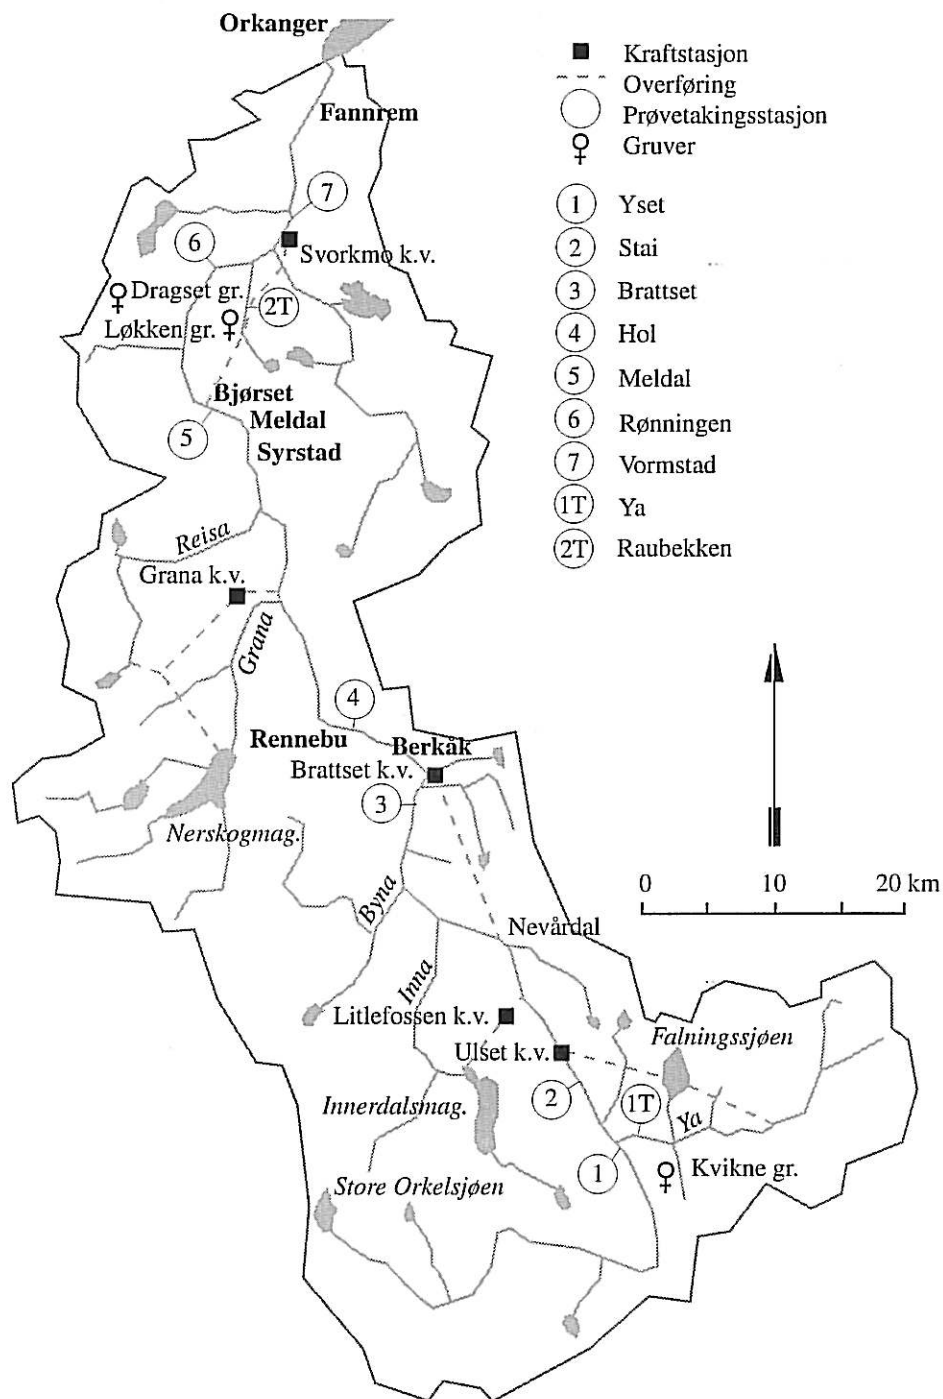 Orkanger
Fannrem
7
6
Svorkmo k.v.
Dragset gr.
2T
Løkken gr.
Bjørset
Meldal
5
Syrstad
Reisa
Grana k.v.
Grana
4
Rennebu
Berkåk
Brattset k.v.
3
Nerskogmag.
Byna
Nevårdal
Inna
Litlefossen k.v.
Falningssjøen
Ulset k.v.
Innerdalsmag.
2
1T
Ya
1
Kvikne gr.
Store Orkelsjøen
Kraftstasjon
Overføring
Prøvetakingsstasjon
Gruver
1 Yset
2 Stai
3 Brattset
4 Hol
5 Meldal
6 Rønningen
7 Vormstad
1T Ya
2T Raubekken
0 10 20 km